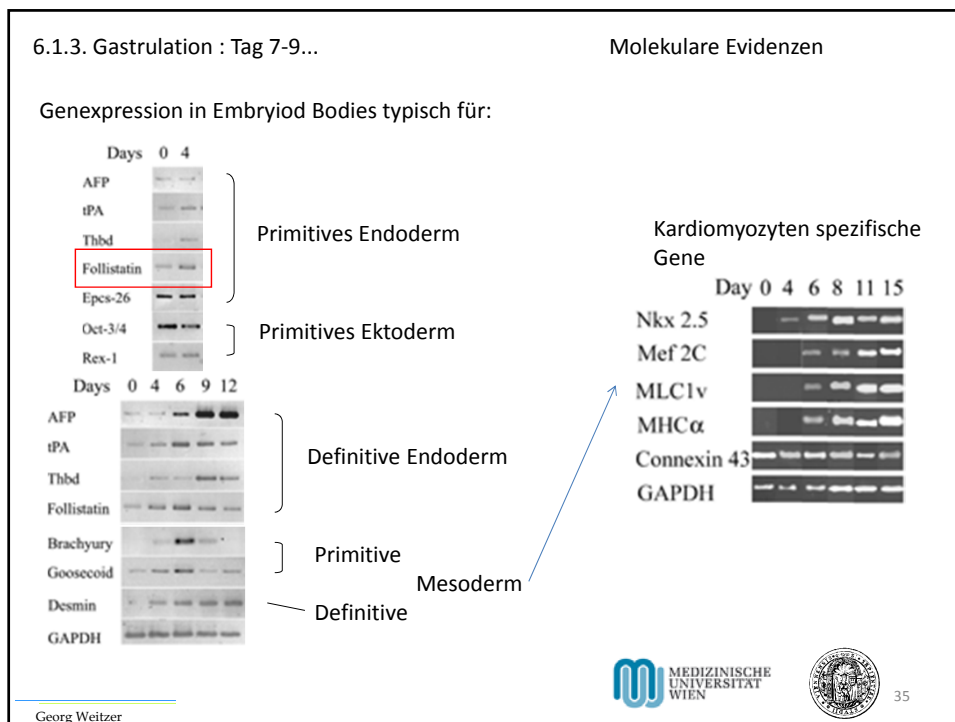 6.1.3. Gastrulation : Tag 7-9...
Molekulare Evidenzen
Genexpression in Embryiod Bodies typisch für:
Days 0 4
AFP
tPA
Thbd
Follistatin
Epcs-26
Oct-3/4
Rex-1
Primitives Endoderm
Primitives Ektoderm
Days 0 4 6 9 12
AFP
tPA
Thbd
Follistatin
Brachyury
Goosecoid
Desmin
GAPDH
Definitive Endoderm
Primitive
Mesoderm
Definitive
Kardiomyozyten spezifische
Gene
Day 0 4 6 8 11 15
Nkx 2.5
Mef 2C
MLC1v
MHCα
Connexin 43
GAPDH
MEDIZINISCHE
UNIVERSITÄT
WIEN
35
Georg Weitzer